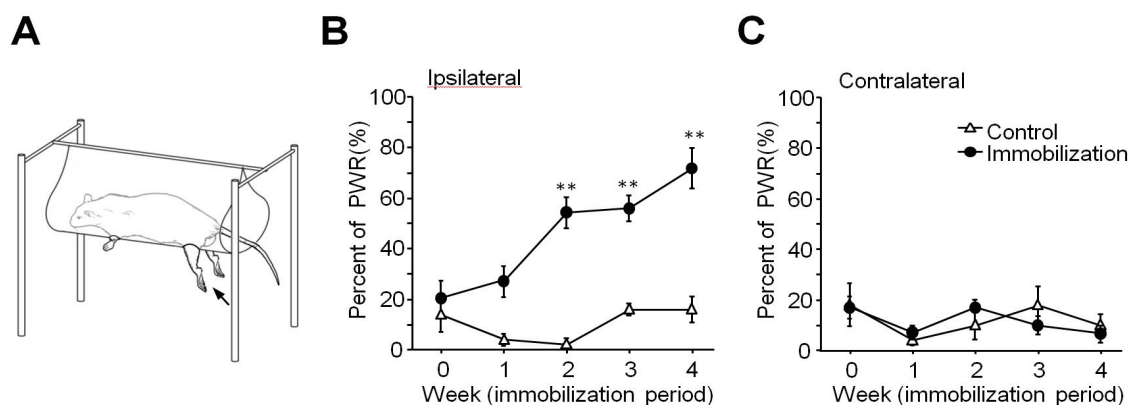 A
B
C
Ipsilateral
100
80
60
40
20
0
Percent of PWR(%)
**
**
**
0 1 2 3 4
Week (immobilization period)
Contralateral
100
80
60
40
20
0
Percent of PWR(%)
Control
Immobilization
0 1 2 3 4
Week (immobilization period)